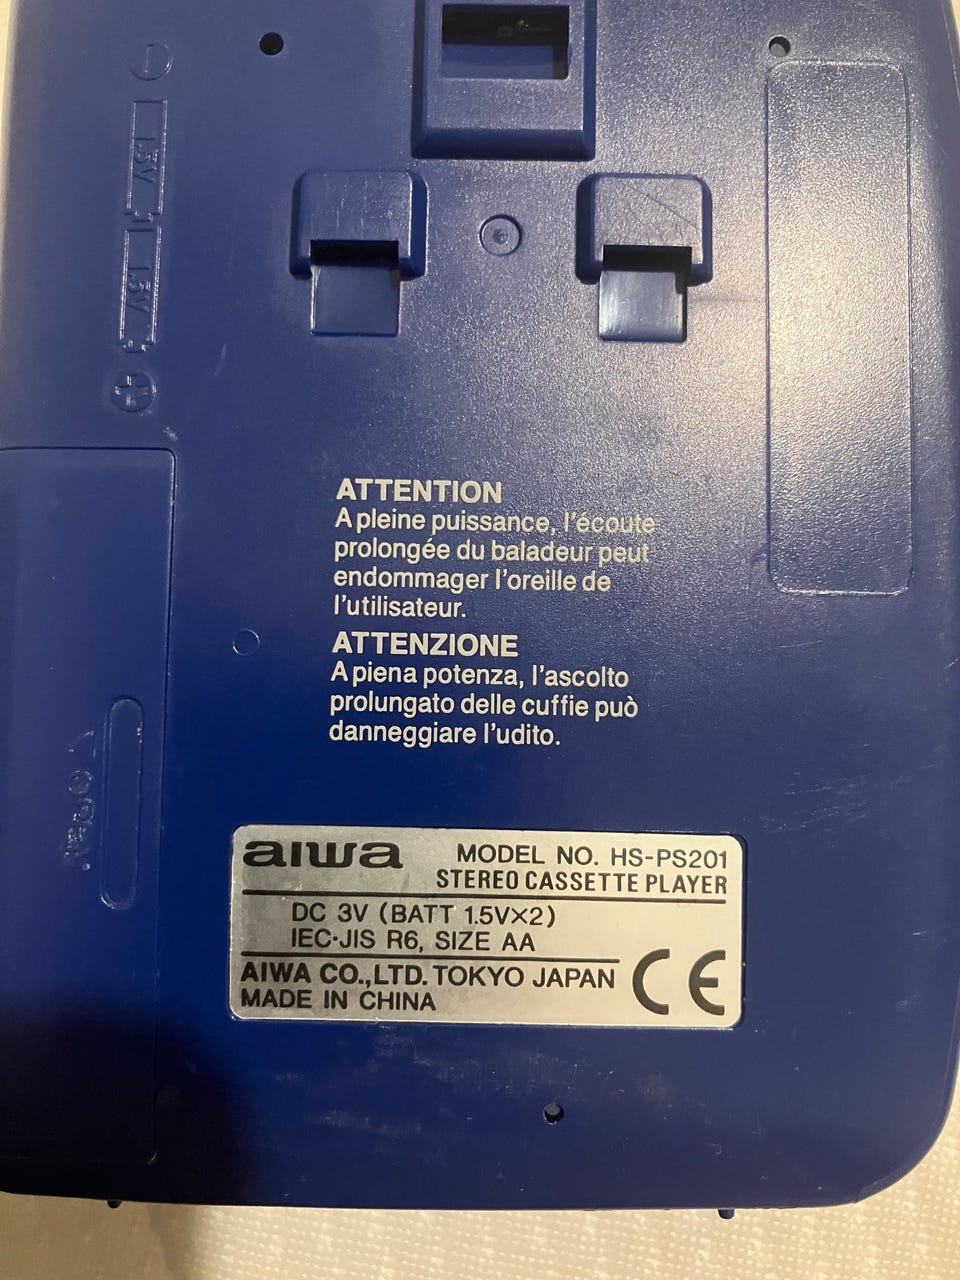 1.5V
1.5V
ATTENTION
A pleine puissance, l'écoute
prolongée du baladeur peut
endommager l'oreille de
l'utilisateur.
ATTENZIONE
A piena potenza, l'ascolto
prolungato delle cuffie può
danneggiare l'udito.
OPEN
aiwa MODEL NO. HS-PS201
STEREO CASSETTE PLAYER
DC 3V (BATT 1.5V×2)
IEC·JIS R6, SIZE AA
AIWA CO.,LTD. TOKYO JAPAN
MADE IN CHINA
CE